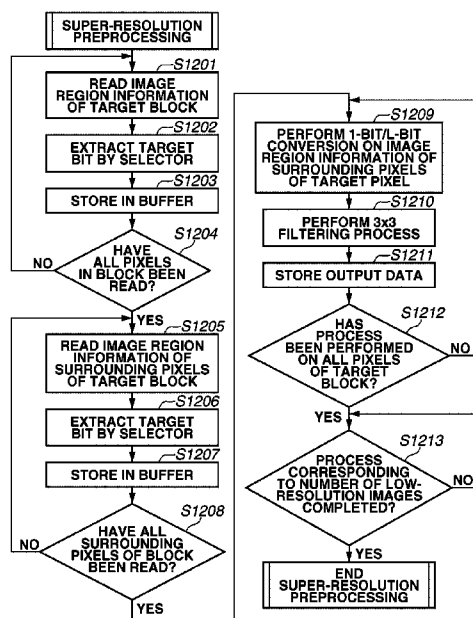 SUPER-RESOLUTION
PREPROCESSING
S1201
READ IMAGE
REGION INFORMATION
OF TARGET BLOCK
S1202
EXTRACT TARGET
BIT BY SELECTOR
S1203
STORE IN BUFFER
S1204
HAVE
ALL PIXELS
IN BLOCK BEEN
READ?
NO
YES
S1205
READ IMAGE REGION
INFORMATION OF
SURROUNDING PIXELS
OF TARGET BLOCK
S1206
EXTRACT TARGET
BIT BY SELECTOR
S1207
STORE IN BUFFER
S1208
HAVE ALL
SURROUNDING
PIXELS OF BLOCK
BEEN READ?
NO
YES
S1209
PERFORM 1-BIT/L-BIT
CONVERSION ON IMAGE
REGION INFORMATION OF
SURROUNDING PIXELS
OF TARGET PIXEL
S1210
PERFORM 3x3
FILTERING PROCESS
S1211
STORE OUTPUT DATA
S1212
HAS
PROCESS
BEEN PERFORMED
ON ALL PIXELS
OF TARGET
BLOCK?
NO
YES
S1213
PROCESS
CORRESPONDING
TO NUMBER OF LOW-
RESOLUTION IMAGES
COMPLETED?
NO
YES
END
SUPER-RESOLUTION
PREPROCESSING